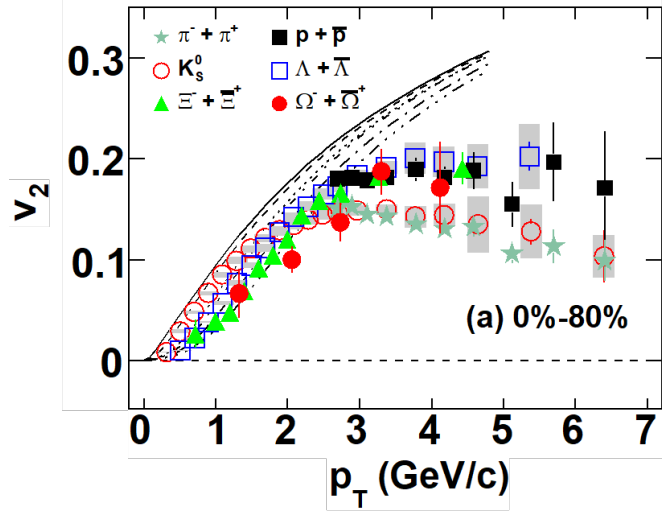 π⁻ + π⁺ p + p̅
K⁰ₛ Λ + Λ̅
Ξ⁻ + Ξ̅⁺ Ω⁻ + Ω̅⁺
0.3
0.2
0.1
0
v₂
(a) 0%-80%
0 1 2 3 4 5 6 7
p_T (GeV/c)